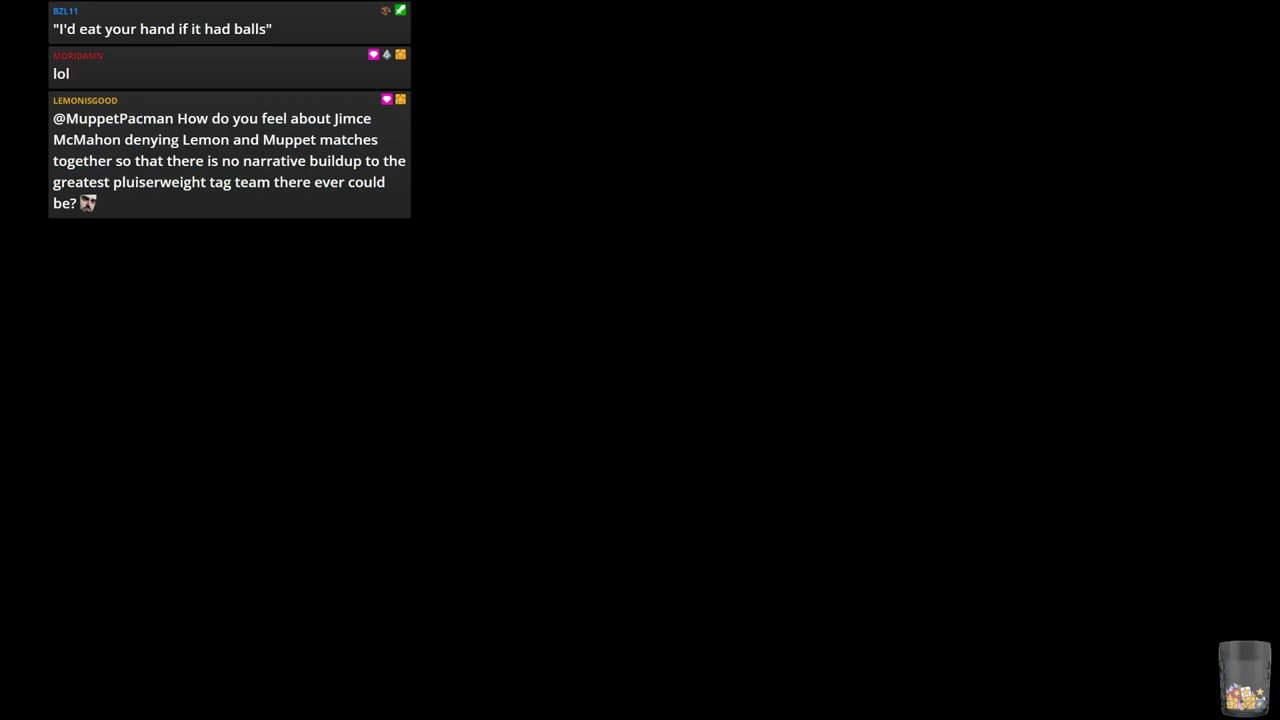 BZL11
"I'd eat your hand if it had balls"
MORIDAMN
lol
LEMONISGOOD
@MuppetPacman How do you feel about Jimce
McMahon denying Lemon and Muppet matches
together so that there is no narrative buildup to the
greatest pluiserweight tag team there ever could
be?